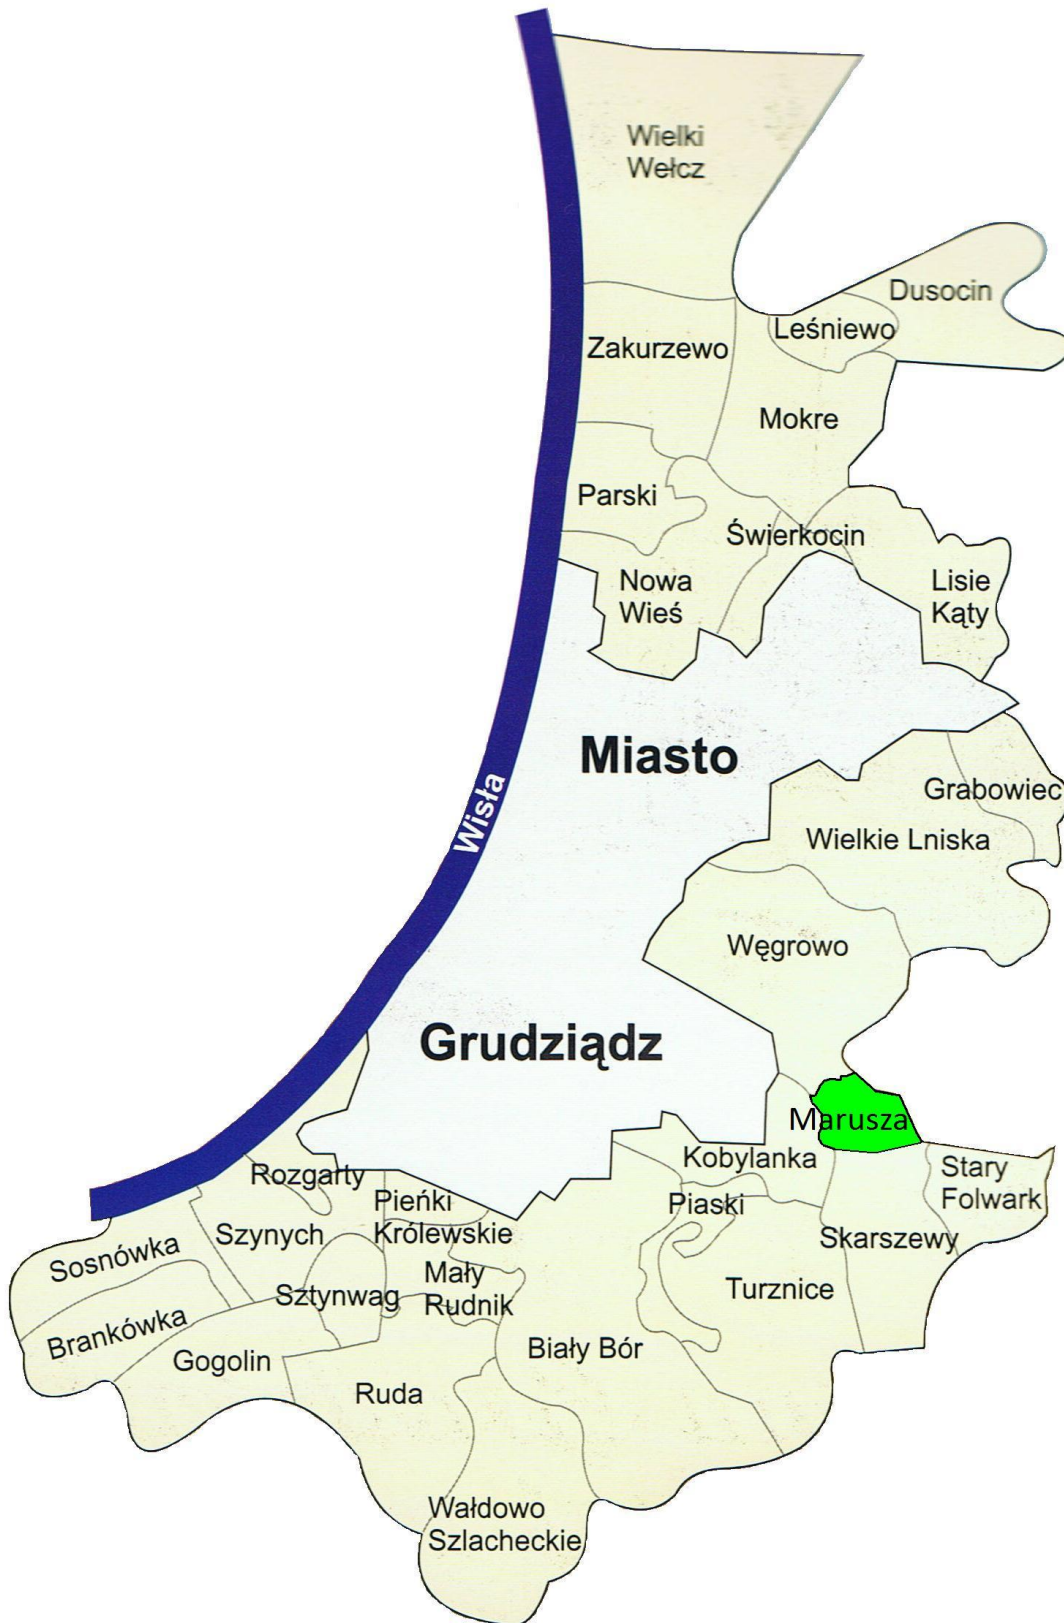 Wielki
Wełcz
Dusocin
Leśniewo
Zakurzewo
Mokre
Parski
Świerkocin
Nowa
Wieś
Lisie
Kąty
Miasto
Grabowiec
Wisła
Wielkie Lniska
Węgrowo
Grudziądz
Marusza
Kobylanka
Stary
Folwark
Rozgarty
Pieńki
Królewskie
Piaski
Szynych
Skarszewy
Sosnówka
Mały
Rudnik
Sztynwag
Turznice
Brankówka
Gogolin
Biały Bór
Ruda
Wałdowo
Szlacheckie